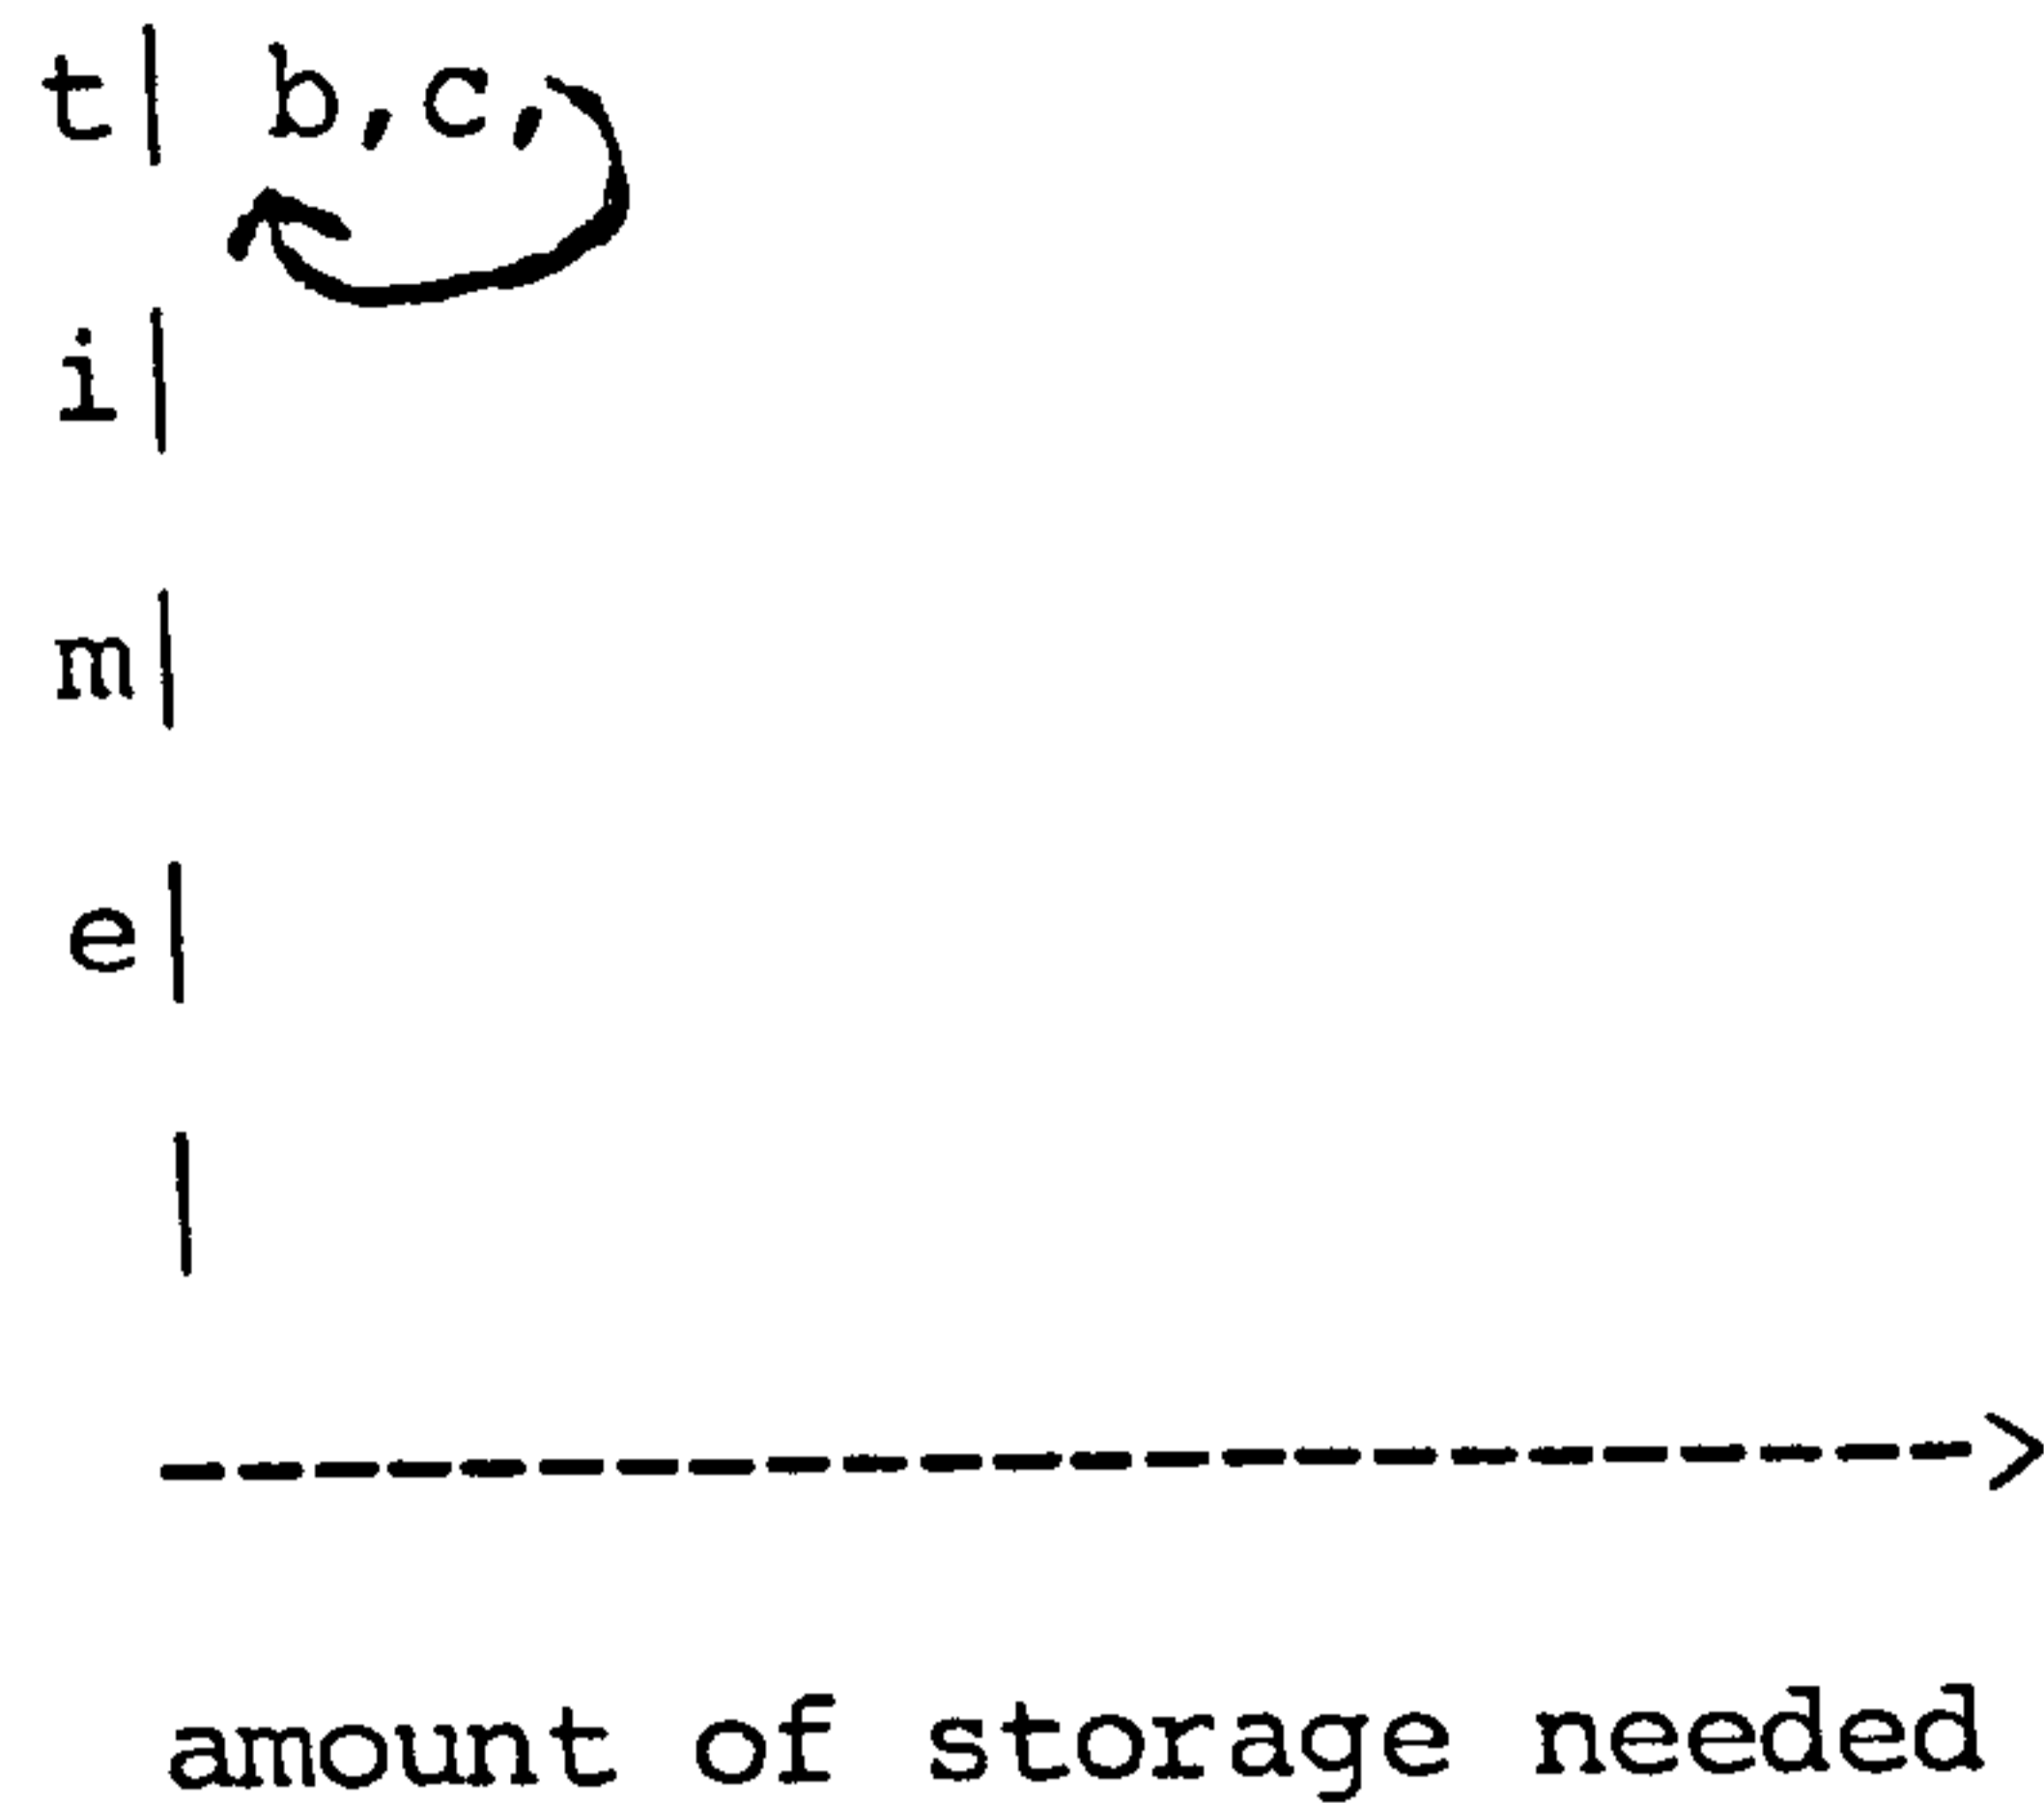 t| b,c,
i|
m|
e|
|
------------------------>
amount of storage needed